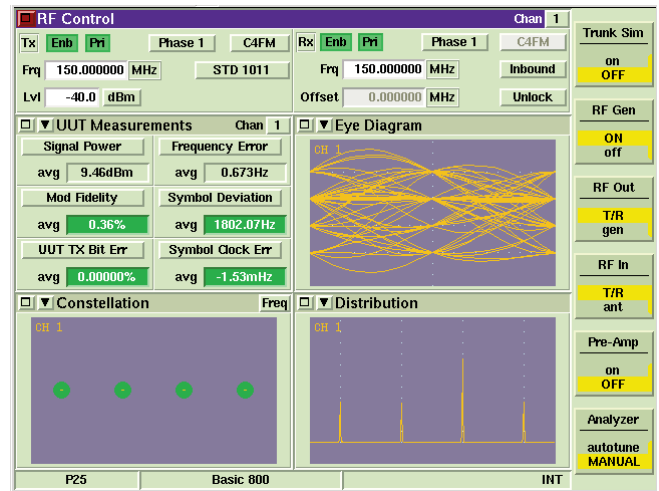 RF Control Chan 1
Tx Enb Pri Phase 1 C4FM
Frq 150.000000 MHz STD 1011
Lvl -40.0 dBm
Rx Enb Pri Phase 1 C4FM
Frq 150.000000 MHz Inbound
Offset 0.000000 MHz Unlock
UUT Measurements Chan 1
Signal Power Frequency Error
avg 9.46dBm avg 0.673Hz
Mod Fidelity Symbol Deviation
avg 0.36% avg 1802.07Hz
UUT TX Bit Err Symbol Clock Err
avg 0.00000% avg -1.53mHz
Eye Diagram
CH 1
Constellation Freq
CH 1
Distribution
CH 1
P25 Basic 800 INT
Trunk Sim
on
OFF
RF Gen
ON
off
RF Out
T/R
gen
RF In
T/R
ant
Pre-Amp
on
OFF
Analyzer
autotune
MANUAL